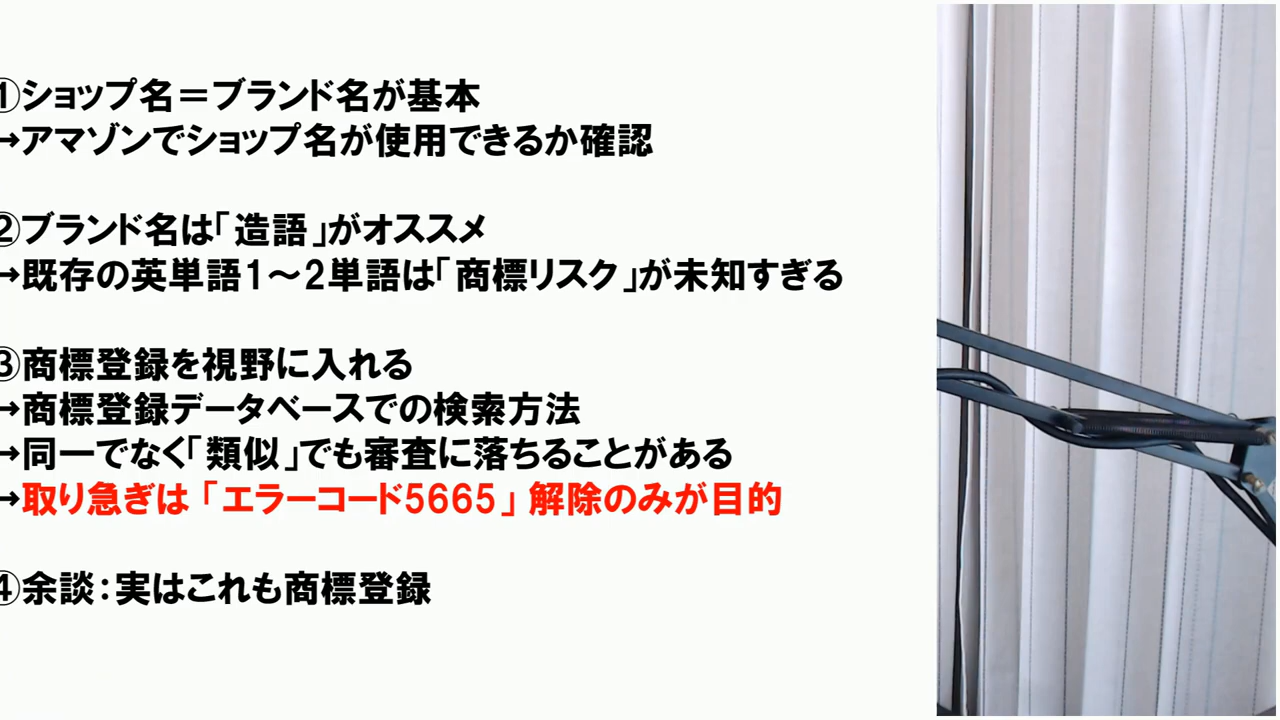 ①ショップ名＝ブランド名が基本
→アマゾンでショップ名が使用できるか確認
②ブランド名は「造語」がオススメ
→既存の英単語1～2単語は「商標リスク」が未知すぎる
③商標登録を視野に入れる
→商標登録データベースでの検索方法
→同一でなく「類似」でも審査に落ちることがある
→取り急ぎは「エラーコード5665」解除のみが目的
④余談：実はこれも商標登録